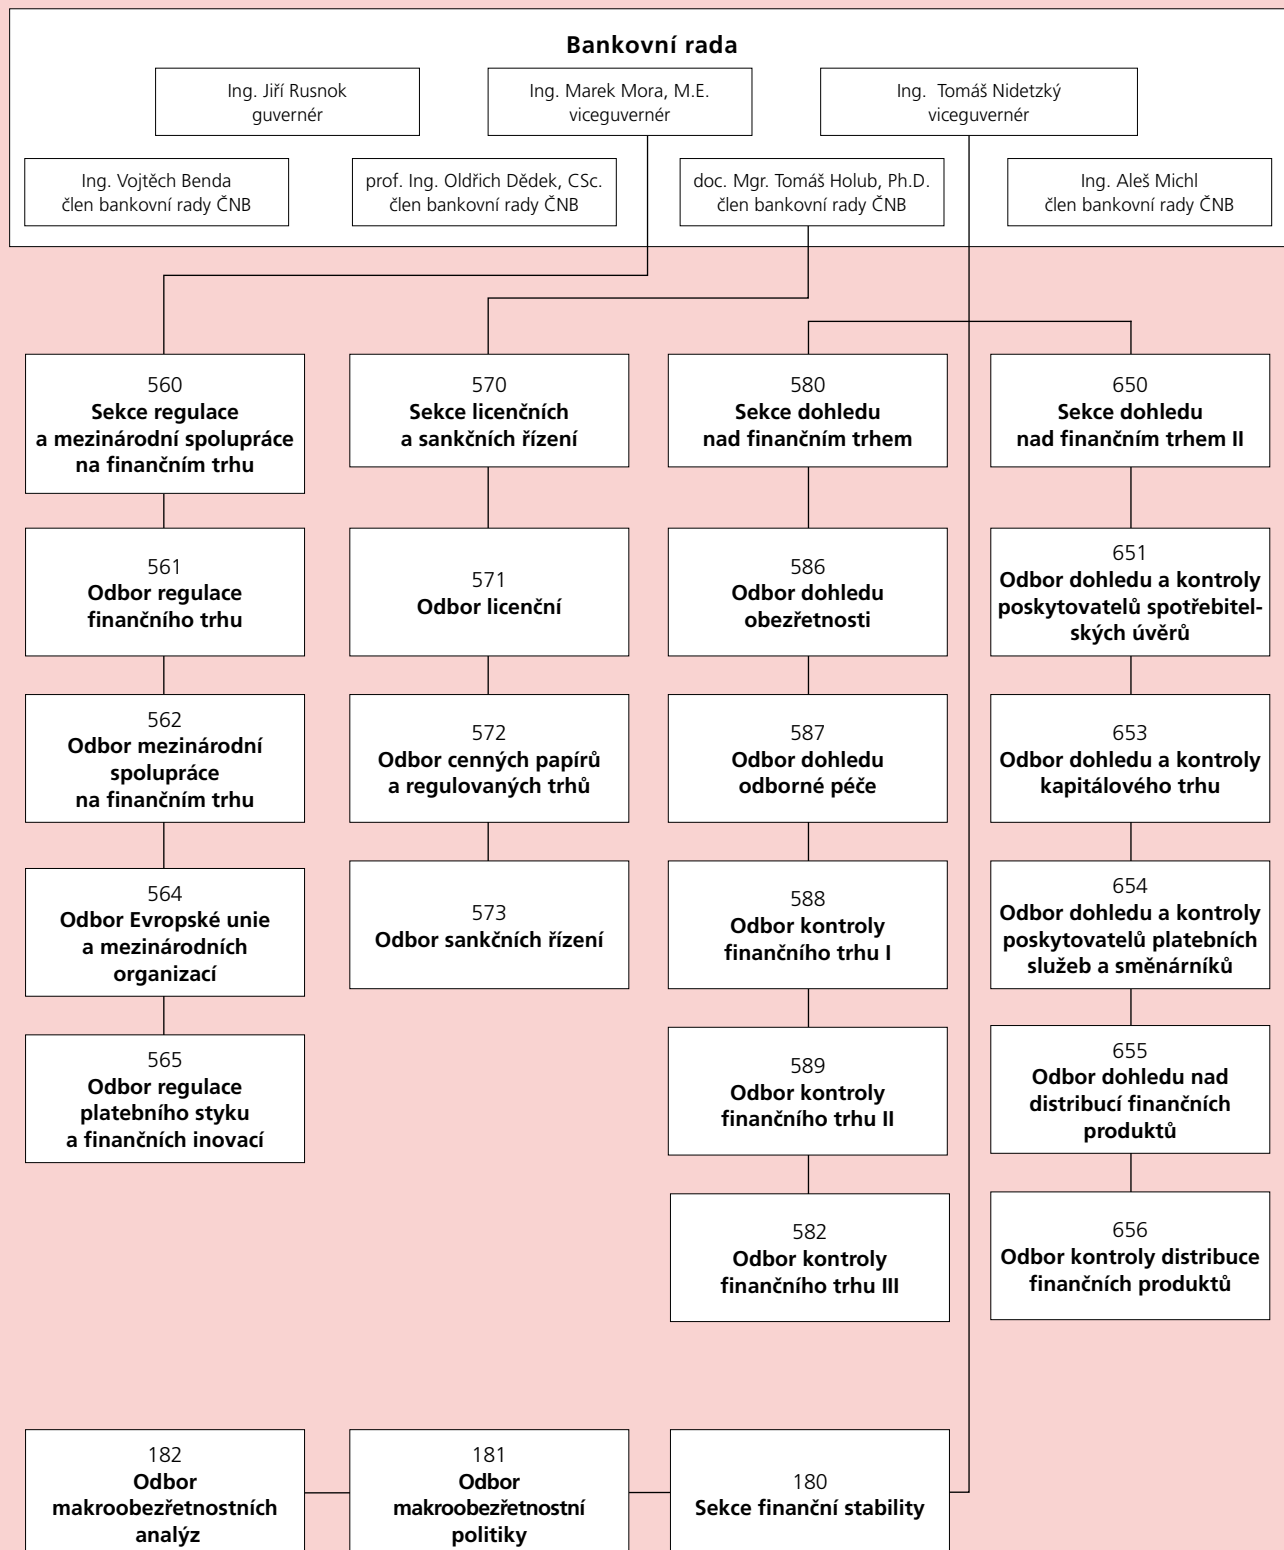 Bankovní rada
Ing. Jiří Rusnok
guvernér
Ing. Marek Mora, M.E.
viceguvernér
Ing. Tomáš Nidetzký
viceguvernér
Ing. Vojtěch Benda
člen bankovní rady ČNB
prof. Ing. Oldřich Dědek, CSc.
člen bankovní rady ČNB
doc. Mgr. Tomáš Holub, Ph.D.
člen bankovní rady ČNB
Ing. Aleš Michl
člen bankovní rady ČNB
560
Sekce regulace
a mezinárodní spolupráce
na finančním trhu
561
Odbor regulace
finančního trhu
562
Odbor mezinárodní
spolupráce
na finančním trhu
564
Odbor Evropské unie
a mezinárodních
organizací
565
Odbor regulace
platebního styku
a finančních inovací
570
Sekce licenčních
a sankčních řízení
571
Odbor licenční
572
Odbor cenných papírů
a regulovaných trhů
573
Odbor sankčních řízení
580
Sekce dohledu
nad finančním trhem
586
Odbor dohledu
obezřetnosti
587
Odbor dohledu
odborné péče
588
Odbor kontroly
finančního trhu I
589
Odbor kontroly
finančního trhu II
582
Odbor kontroly
finančního trhu III
650
Sekce dohledu
nad finančním trhem II
651
Odbor dohledu a kontroly
poskytovatelů spotřebitel-
ských úvěrů
653
Odbor dohledu a kontroly
kapitálového trhu
654
Odbor dohledu a kontroly
poskytovatelů platebních
služeb a směnárníků
655
Odbor dohledu nad
distribucí finančních
produktů
656
Odbor kontroly distribuce
finančních produktů
182
Odbor
makroobezřetnostních
analýz
181
Odbor
makroobezřetnostní
politiky
180
Sekce finanční stability